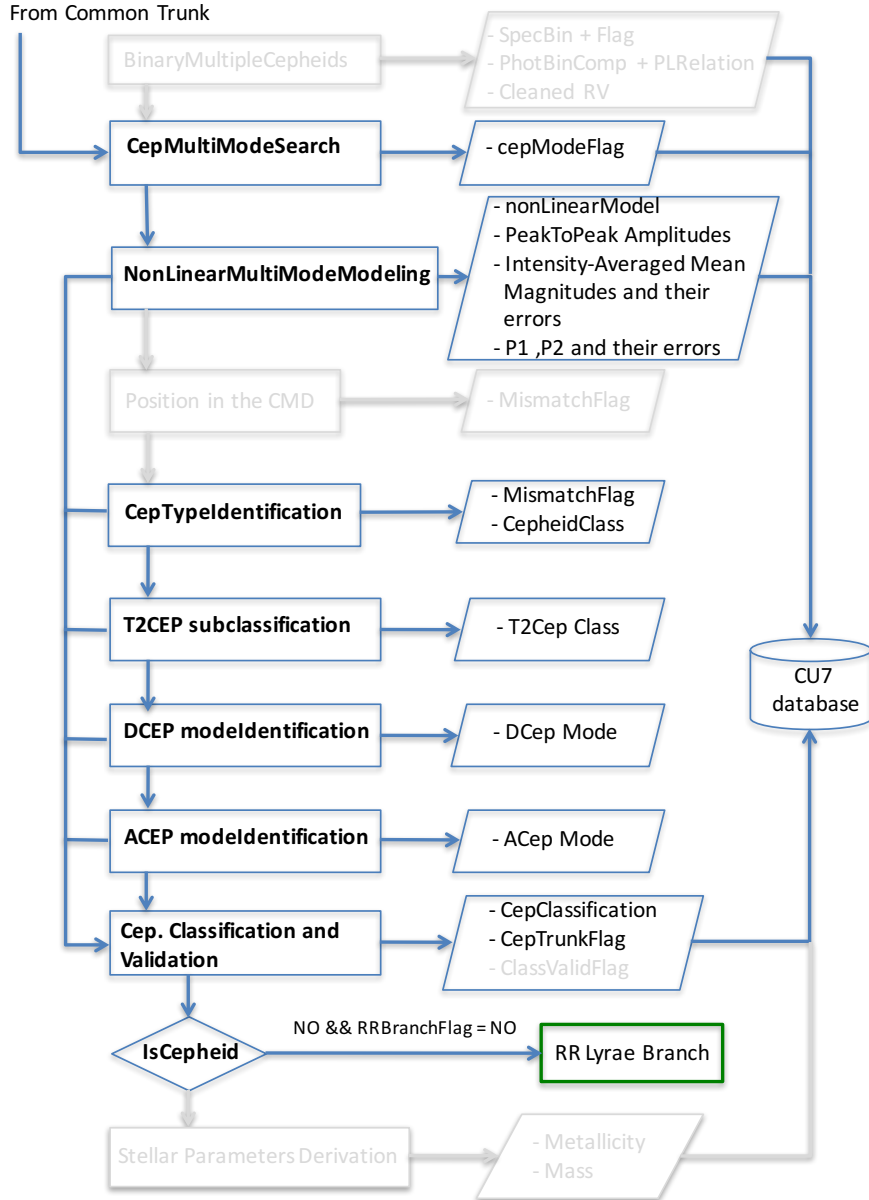 From Common Trunk
BinaryMultipleCepheids
- SpecBin + Flag
- PhotBinComp + PLRelation
- Cleaned RV
CepMultiModeSearch
- cepModeFlag
NonLinearMultiModeModeling
- nonLinearModel
- PeakToPeak Amplitudes
- Intensity-Averaged Mean
Magnitudes and their
errors
- P1 ,P2 and their errors
Position in the CMD
- MismatchFlag
CepTypeIdentification
- MismatchFlag
- CepheidClass
T2CEP subclassification
- T2Cep Class
CU7
database
DCEP modeIdentification
- DCep Mode
ACEP modeIdentification
- ACep Mode
Cep. Classification and
Validation
- CepClassification
- CepTrunkFlag
- ClassValidFlag
IsCepheid
NO && RRBranchFlag = NO
RR Lyrae Branch
Stellar Parameters Derivation
- Metallicity
- Mass